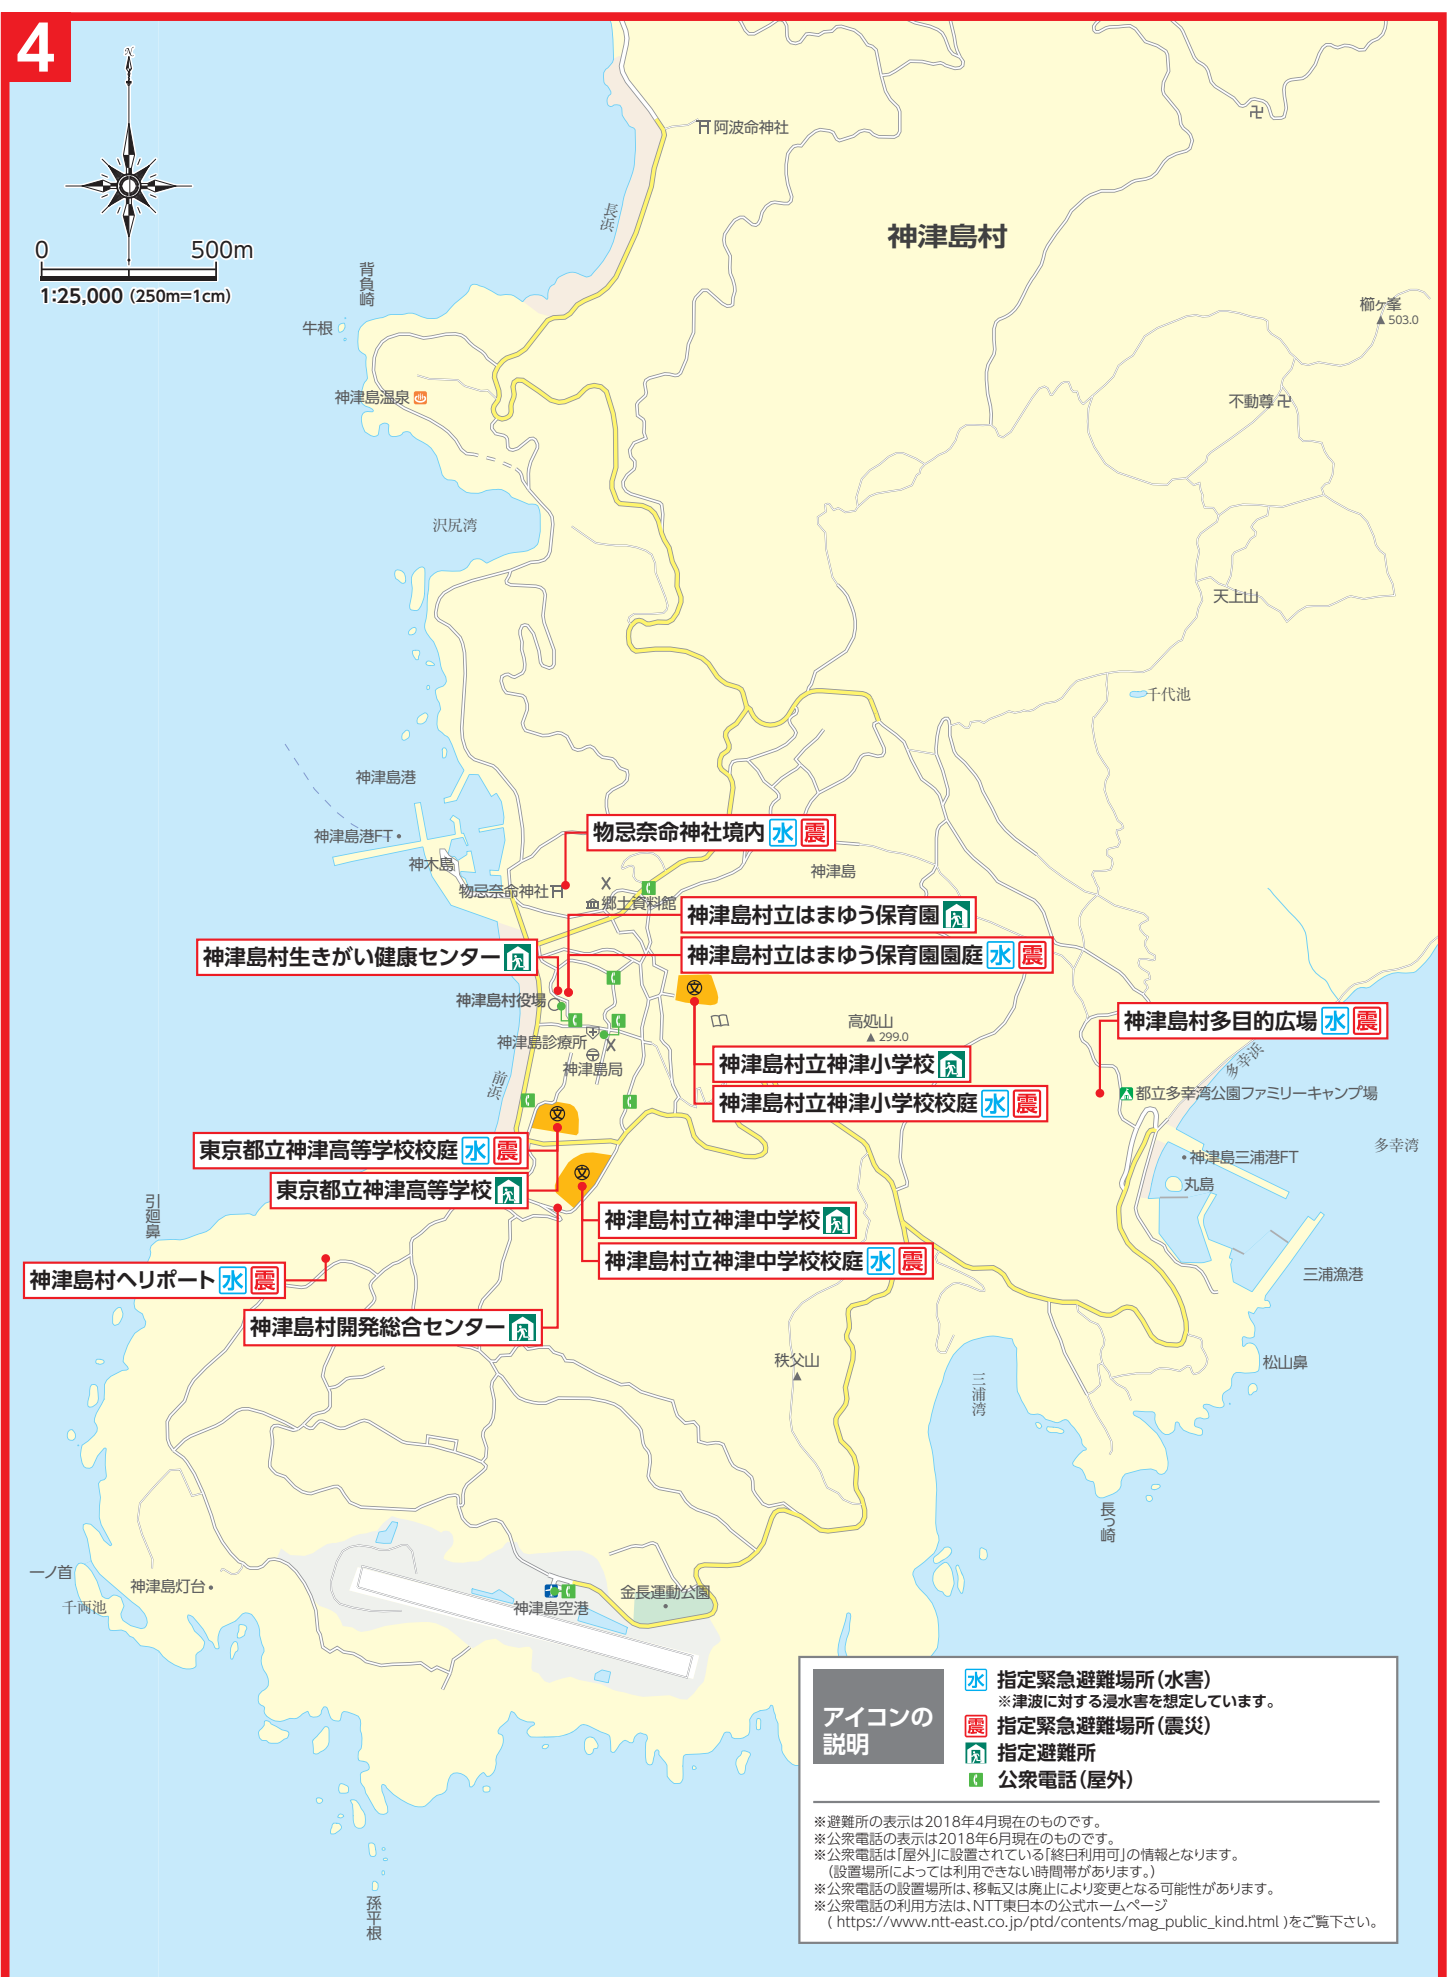 4
N
0 500m
1:25,000 (250m=1cm)
阿波命神社
長浜
神津島村
背負崎
牛根
櫛ヶ峯
▲503.0
神津島温泉
不動尊
沢尻湾
天上山
千代池
神津島港
神津島港FT
神木島
物忌奈命神社境内 水 震
神津島
物忌奈命神社
郷土資料館
神津島村立はまゆう保育園
神津島村生きがい健康センター
神津島村立はまゆう保育園園庭 水 震
文
神津島村役場
神津島村多目的広場 水 震
高処山
▲299.0
神津島診療所
神津島局
神津島村立神津小学校
前浜
多幸浜
都立多幸湾公園ファミリーキャンプ場
神津島村立神津小学校校庭 水 震
文
東京都立神津高等学校校庭 水 震
多幸湾
神津島三浦港FT
文
東京都立神津高等学校
丸島
引廻鼻
神津島村立神津中学校
神津島村立神津中学校校庭 水 震
神津島村ヘリポート 水 震
三浦漁港
神津島村開発総合センター
秩父山
▲
松山鼻
三浦湾
長っ崎
一ノ首
千両池
神津島灯台
神津島空港
金長運動公園
孫平根
アイコンの
説明
水 指定緊急避難場所(水害)
※津波に対する浸水害を想定しています。
震 指定緊急避難場所(震災)
指定避難所
公衆電話(屋外)
※避難所の表示は2018年4月現在のものです。
※公衆電話の表示は2018年6月現在のものです。
※公衆電話は「屋外」に設置されている「終日利用可」の情報となります。
(設置場所によっては利用できない時間帯があります。)
※公衆電話の設置場所は、移転又は廃止により変更となる可能性があります。
※公衆電話の利用方法は、NTT東日本の公式ホームページ
( https://www.ntt-east.co.jp/ptd/contents/mag_public_kind.html )をご覧下さい。